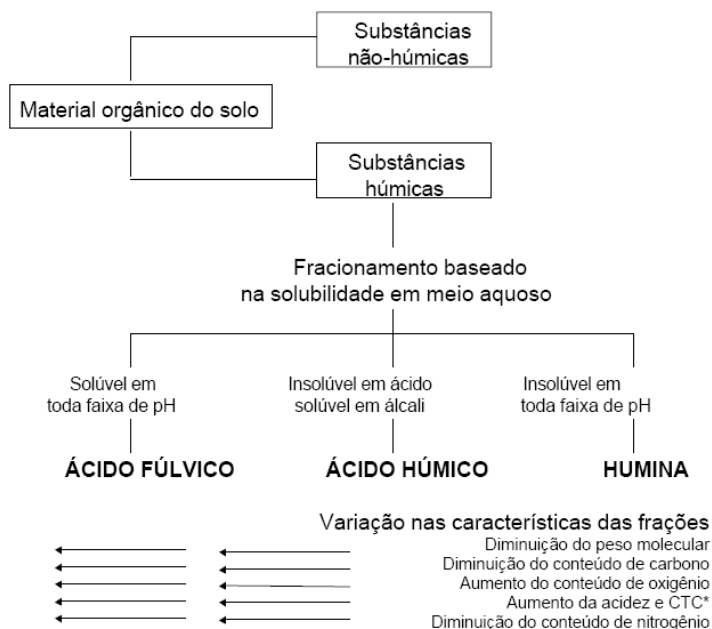 Substâncias
não-húmicas
Material orgânico do solo
Substâncias
húmicas
Fracionamento baseado
na solubilidade em meio aquoso
Solúvel em
toda faixa de pH
Insolúvel em ácido
solúvel em álcali
Insolúvel em
toda faixa de pH
ÁCIDO FÚLVICO
ÁCIDO HÚMICO
HUMINA
Variação nas características das frações
Diminuição do peso molecular
Diminuição do conteúdo de carbono
Aumento do conteúdo de oxigênio
Aumento da acidez e CTC*
Diminuição do conteúdo de nitrogênio